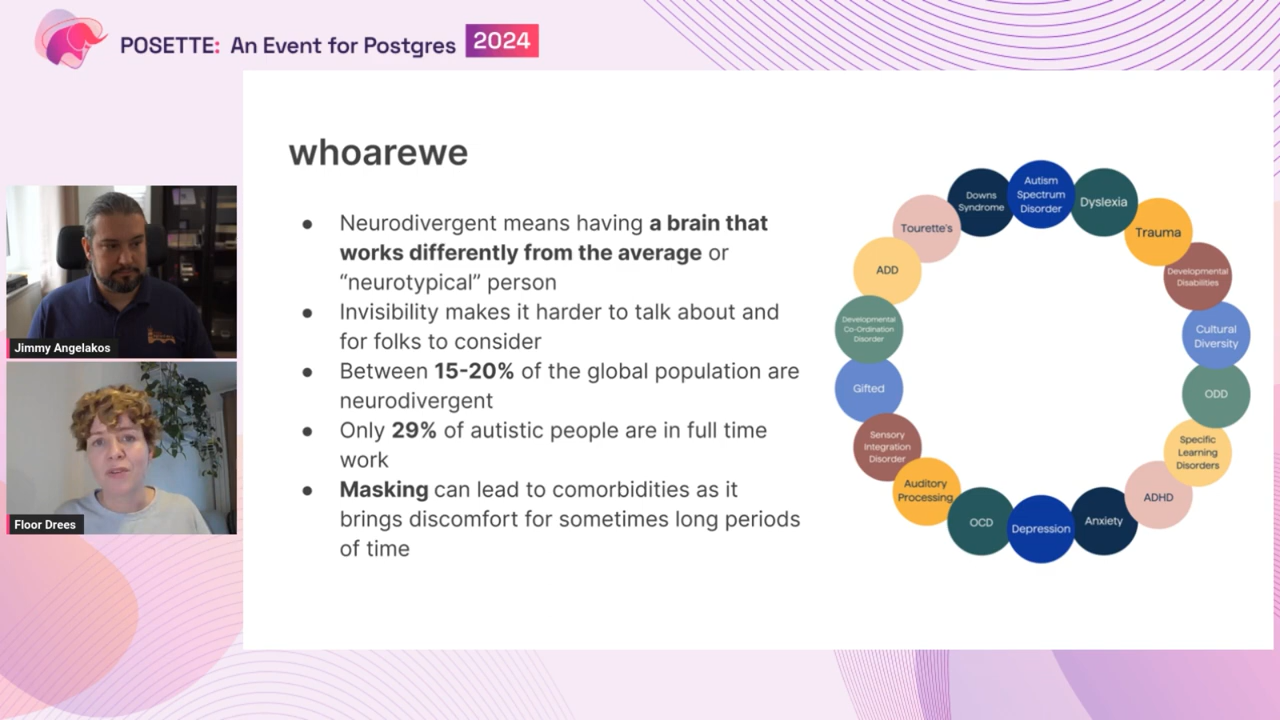 POSETTE: An Event for Postgres 2024
whoarewe
● Neurodivergent means having a brain that
works differently from the average or
“neurotypical” person
● Invisibility makes it harder to talk about and
for folks to consider
● Between 15-20% of the global population are
neurodivergent
● Only 29% of autistic people are in full time
work
● Masking can lead to comorbidities as it
brings discomfort for sometimes long periods
of time
Jimmy Angelakos
Floor Drees
Autism
Spectrum
Disorder
Dyslexia
Trauma
Developmental
Disabilities
Cultural
Diversity
ODD
Specific
Learning
Disorders
ADHD
Anxiety
Depression
OCD
Auditory
Processing
Sensory
Integration
Disorder
Gifted
Developmental
Co-Ordination
Disorder
ADD
Tourette's
Downs
Syndrome